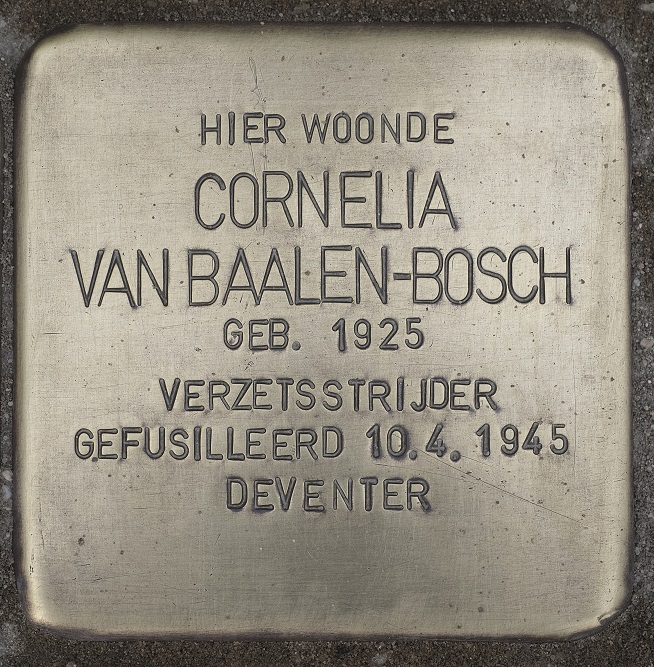 HIER WOONDE
CORNELIA
VAN BAALEN-BOSCH
GEB. 1925
VERZETSSTRIJDER
GEFUSILLEERD 10.4.1945
DEVENTER